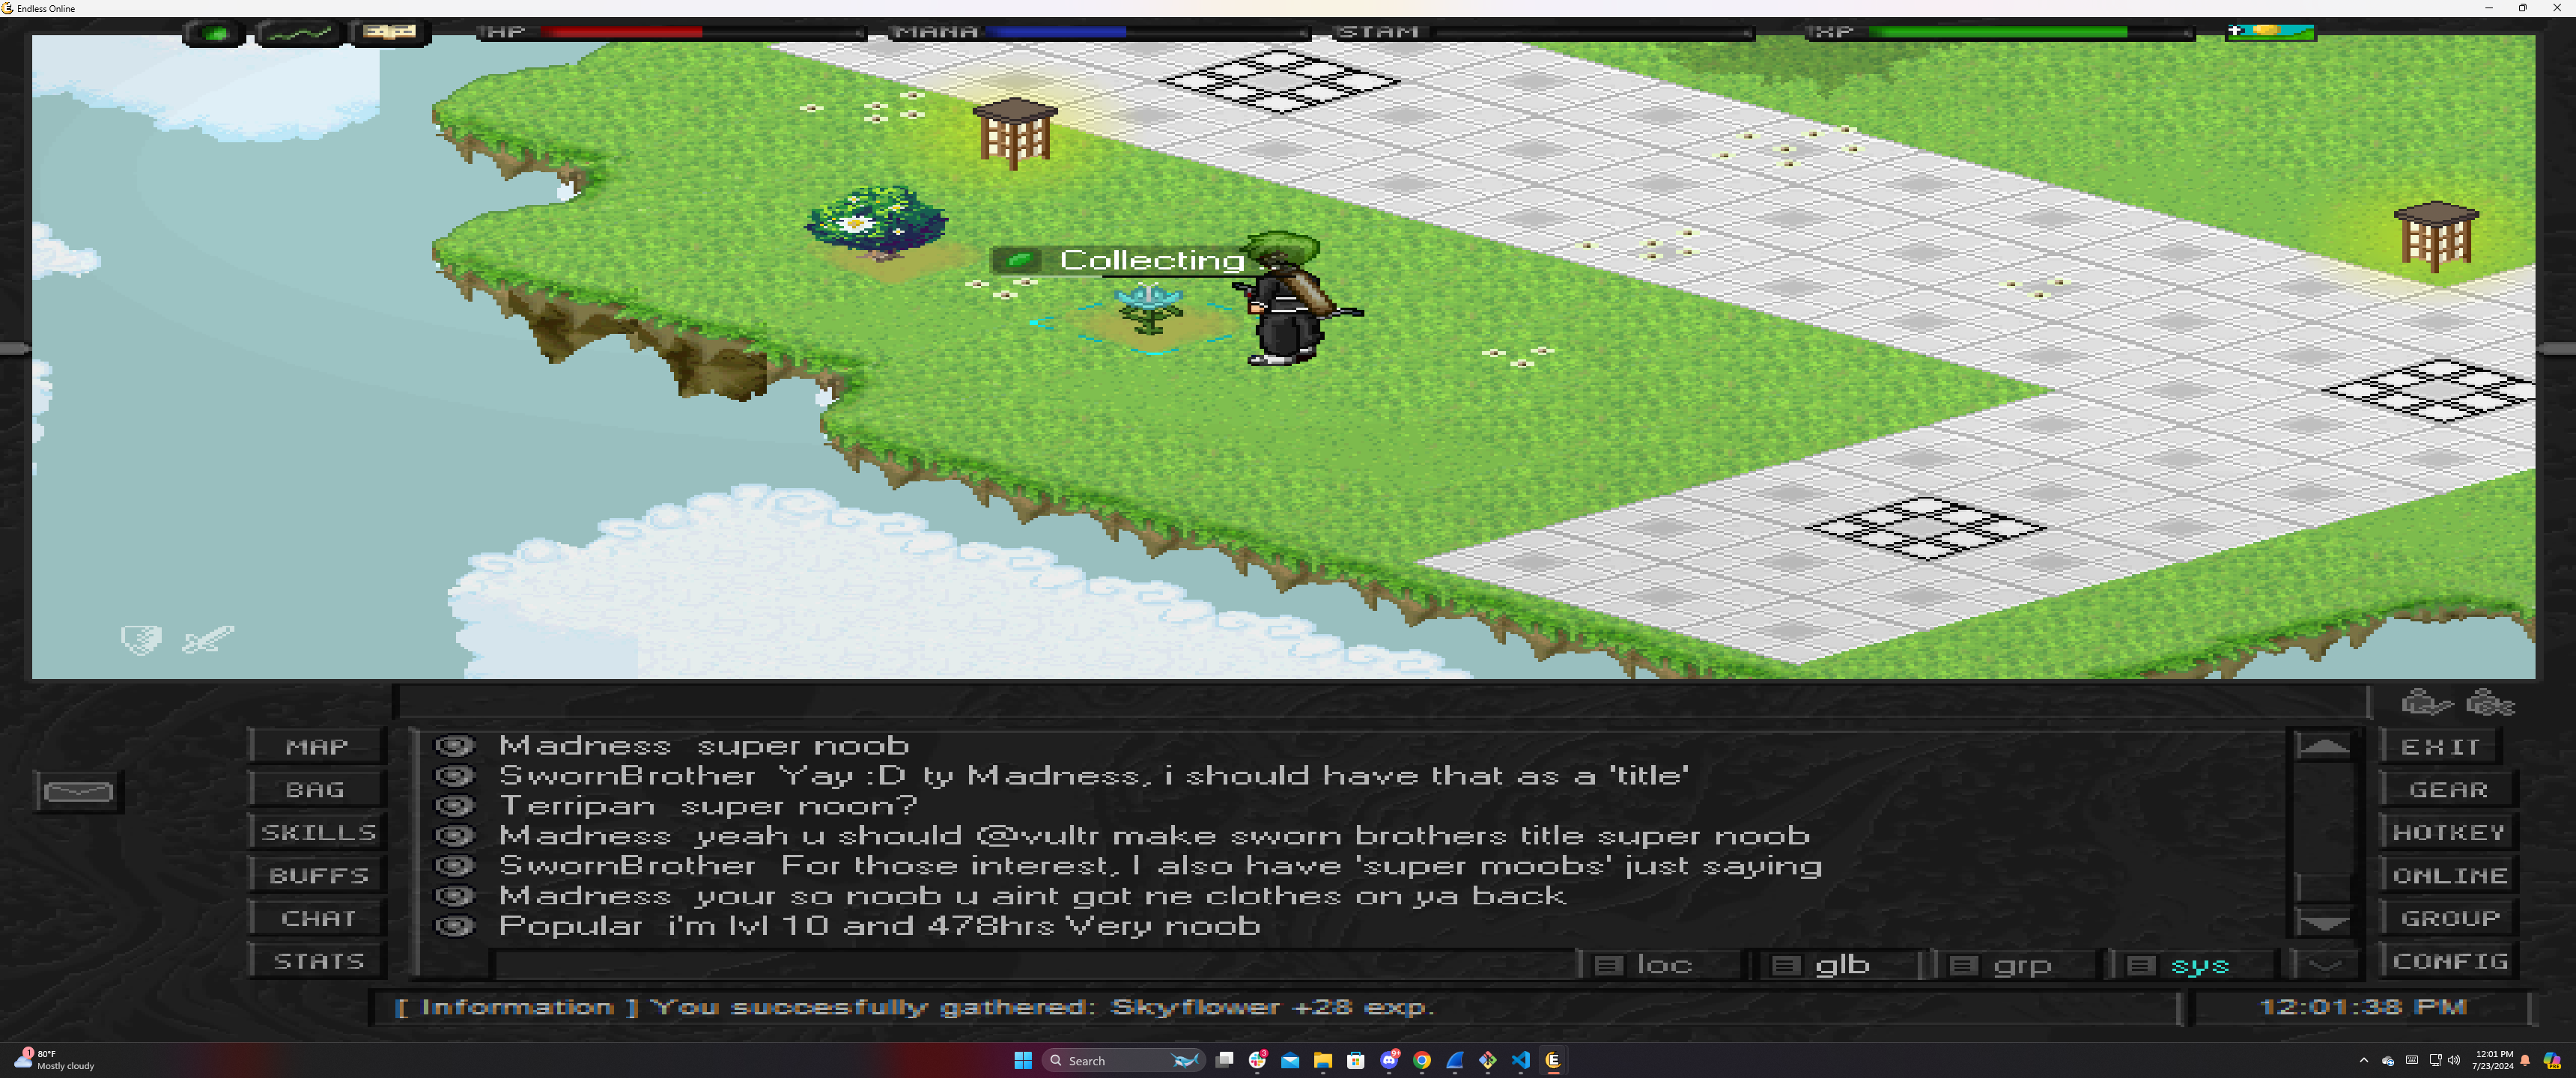 Endless Online
HP
MANA
STAM
XP
Collecting
MAP
BAG
SKILLS
BUFFS
CHAT
STATS
Madness super noob
SwornBrother Yay :D ty Madness, i should have that as a 'title'
Terripan super noon?
Madness yeah u should @vultr make sworn brothers title super noob
SwornBrother For those interest, I also have 'super moobs' just saying
Madness your so noob u aint got ne clothes on ya back
Popular i'm lvl 10 and 478hrs Very noob
EXIT
GEAR
HOTKEY
ONLINE
GROUP
CONFIG
loc glb grp sys
[ Information ] You succesfully gathered: Skyflower +28 exp.
12:01:38 PM
1
80°F
Mostly cloudy
Search
3
9+
12:01 PM
7/23/2024